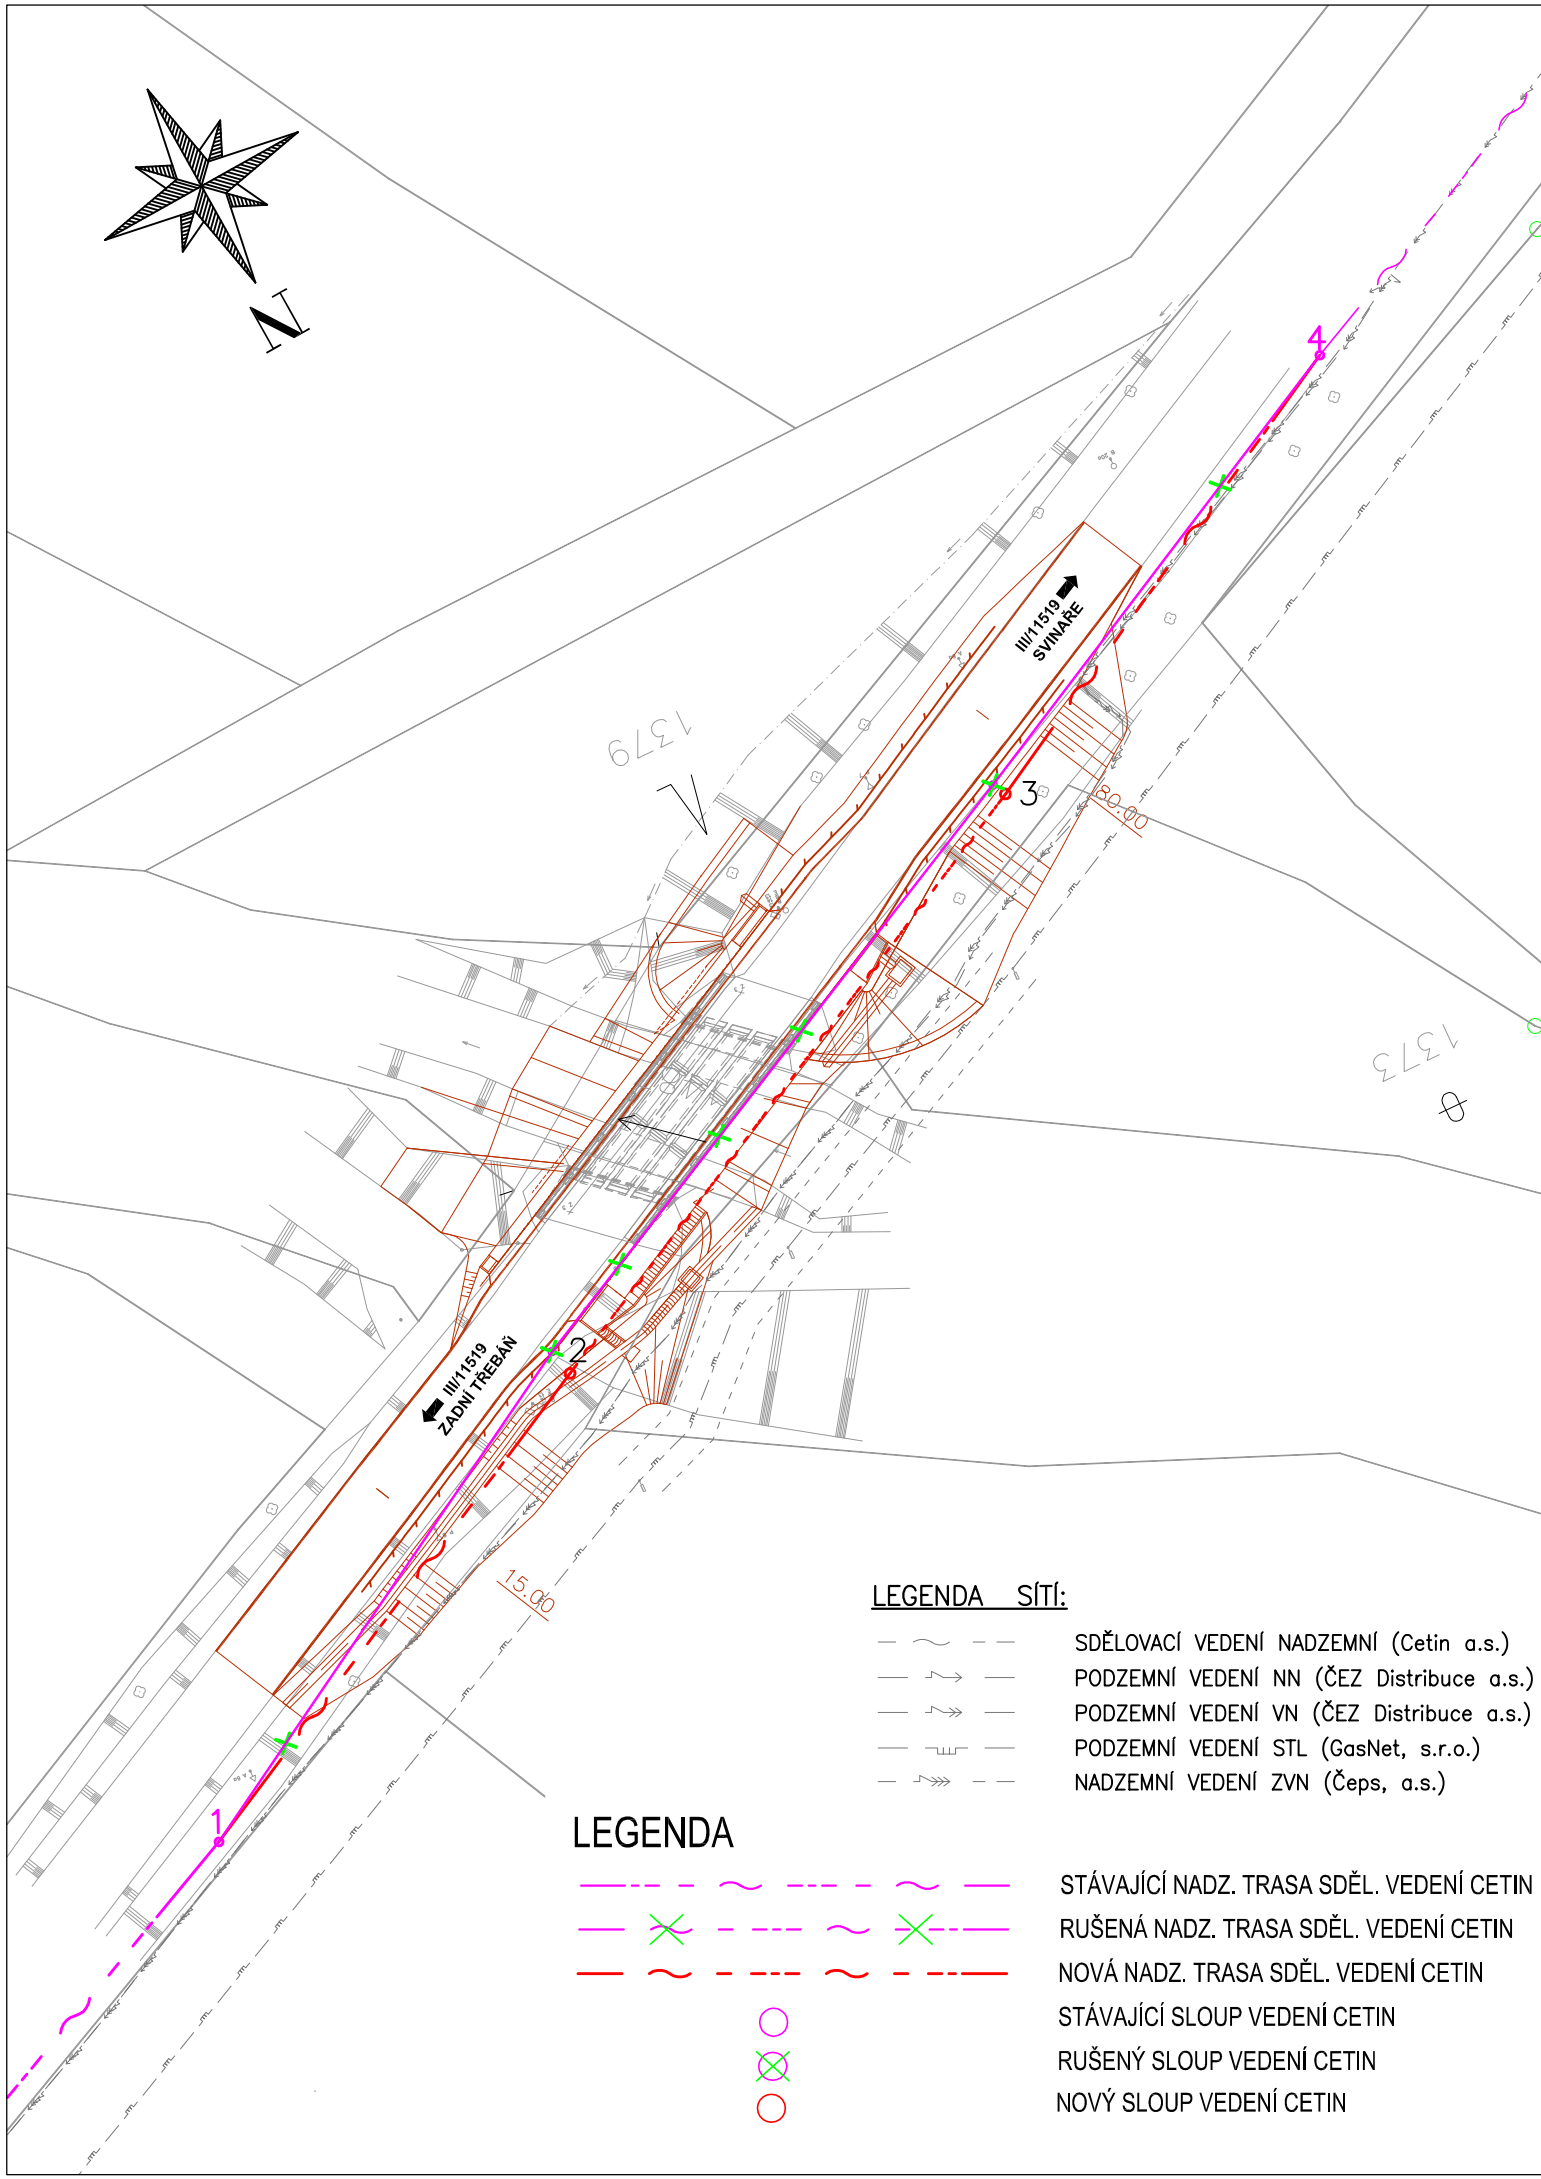 N
4
III/11519
SVINAŘE
1379
3
80.00
1373
2
III/11519
ZADNÍ TŘEBÁŇ
15.00
1
LEGENDA SÍTÍ:
SDĚLOVACÍ VEDENÍ NADZEMNÍ (Cetin a.s.)
PODZEMNÍ VEDENÍ NN (ČEZ Distribuce a.s.)
PODZEMNÍ VEDENÍ VN (ČEZ Distribuce a.s.)
PODZEMNÍ VEDENÍ STL (GasNet, s.r.o.)
NADZEMNÍ VEDENÍ ZVN (Čeps, a.s.)
LEGENDA
STÁVAJÍCÍ NADZ. TRASA SDĚL. VEDENÍ CETIN
RUŠENÁ NADZ. TRASA SDĚL. VEDENÍ CETIN
NOVÁ NADZ. TRASA SDĚL. VEDENÍ CETIN
STÁVAJÍCÍ SLOUP VEDENÍ CETIN
RUŠENÝ SLOUP VEDENÍ CETIN
NOVÝ SLOUP VEDENÍ CETIN